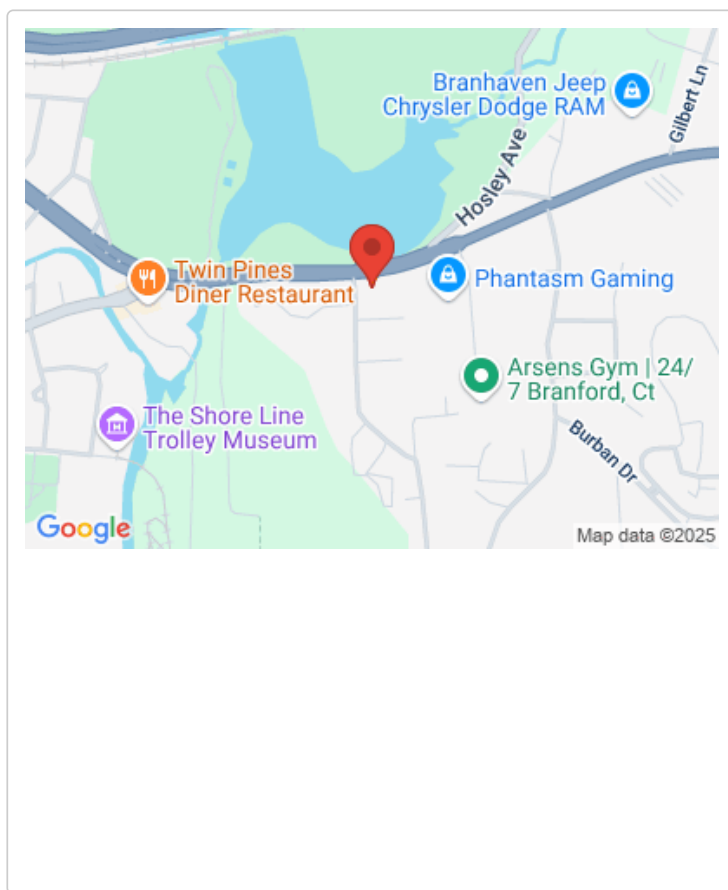 Branhaven Jeep
Chrysler Dodge RAM
Gilbert Ln
Hosley Ave
Twin Pines
Diner Restaurant
Phantasm Gaming
Arsens Gym | 24/
7 Branford, Ct
The Shore Line
Trolley Museum
Burban Dr
Google
Map data ©2025